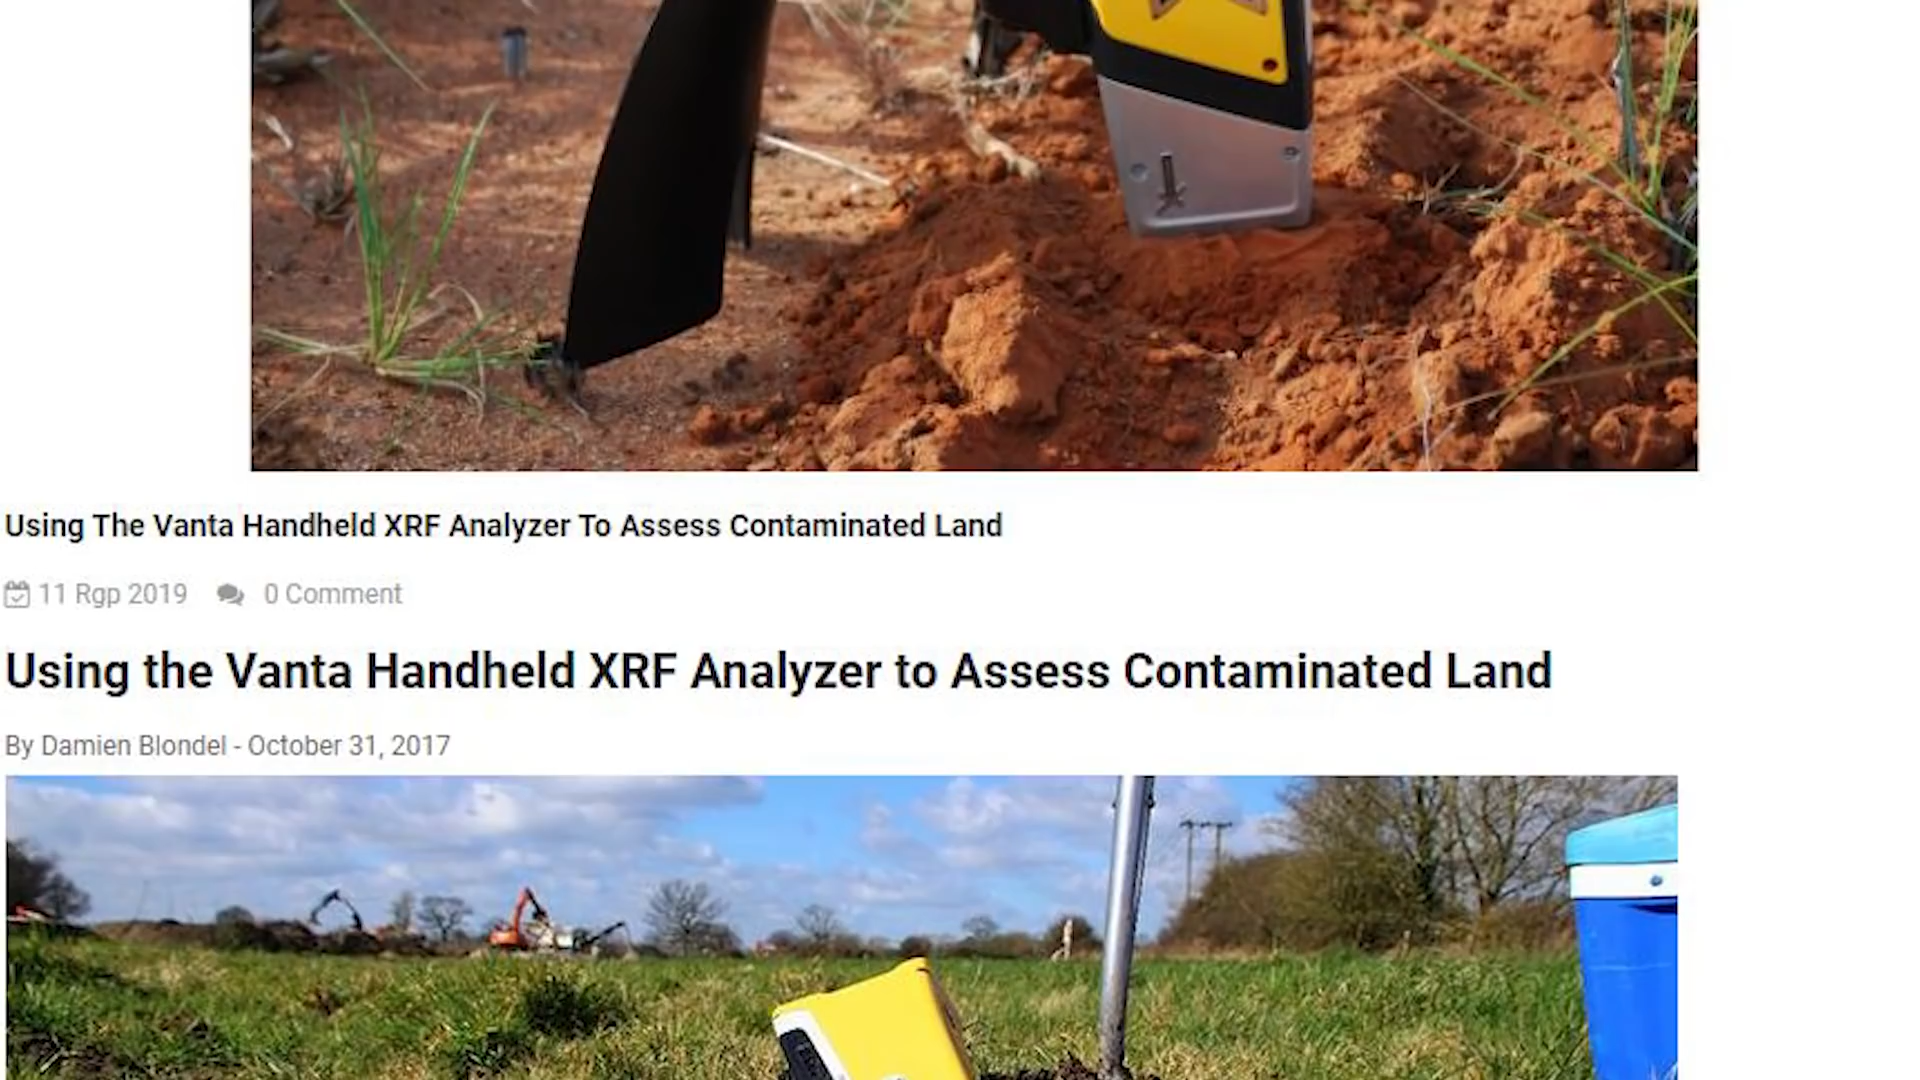 Using The Vanta Handheld XRF Analyzer To Assess Contaminated Land
11 Rgp 2019 0 Comment
Using the Vanta Handheld XRF Analyzer to Assess Contaminated Land
By Damien Blondel - October 31, 2017